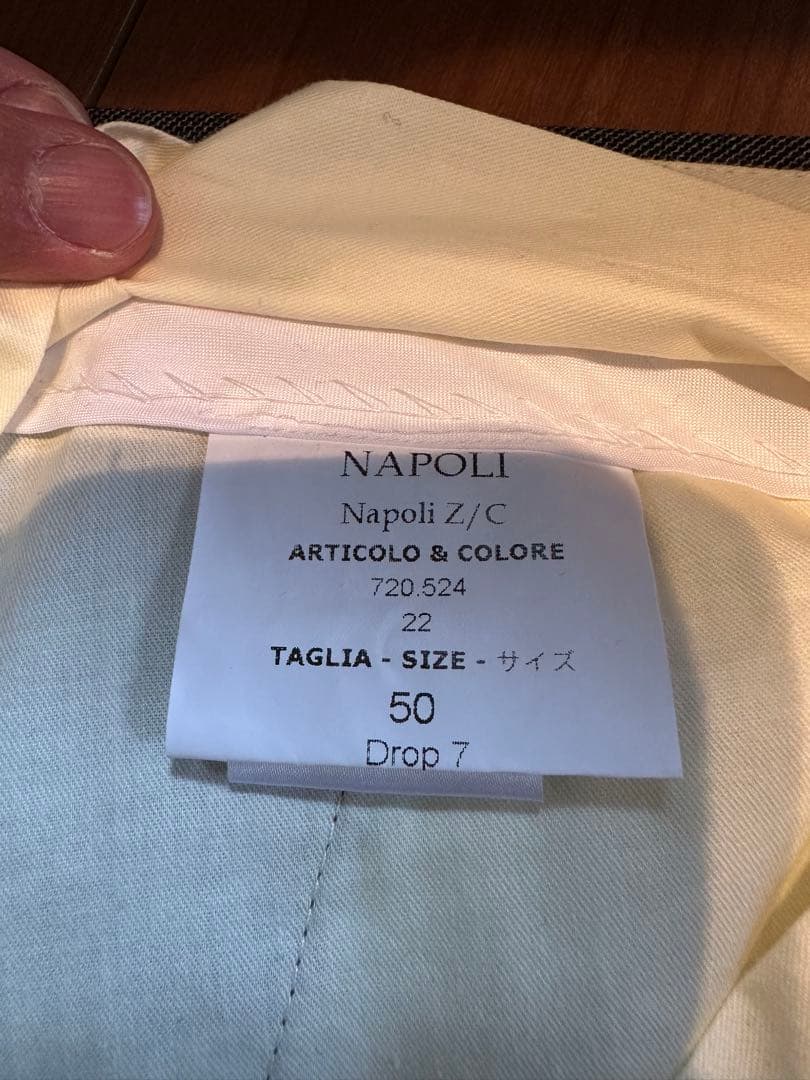 NAPOLI
Napoli Z/C
ARTICOLO & COLORE
720.524
22
TAGLIA - SIZE - サイズ
50
Drop 7